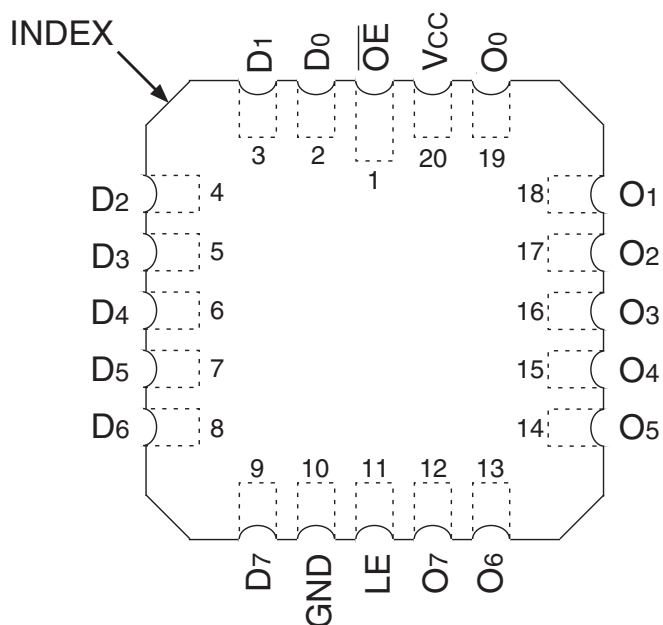 INDEX
D1 D0 OE VCC O0
3 2 1 20 19
D2 4 18 O1
D3 5 17 O2
D4 6 16 O3
D5 7 15 O4
D6 8 14 O5
9 10 11 12 13
D7 GND LE O7 O6